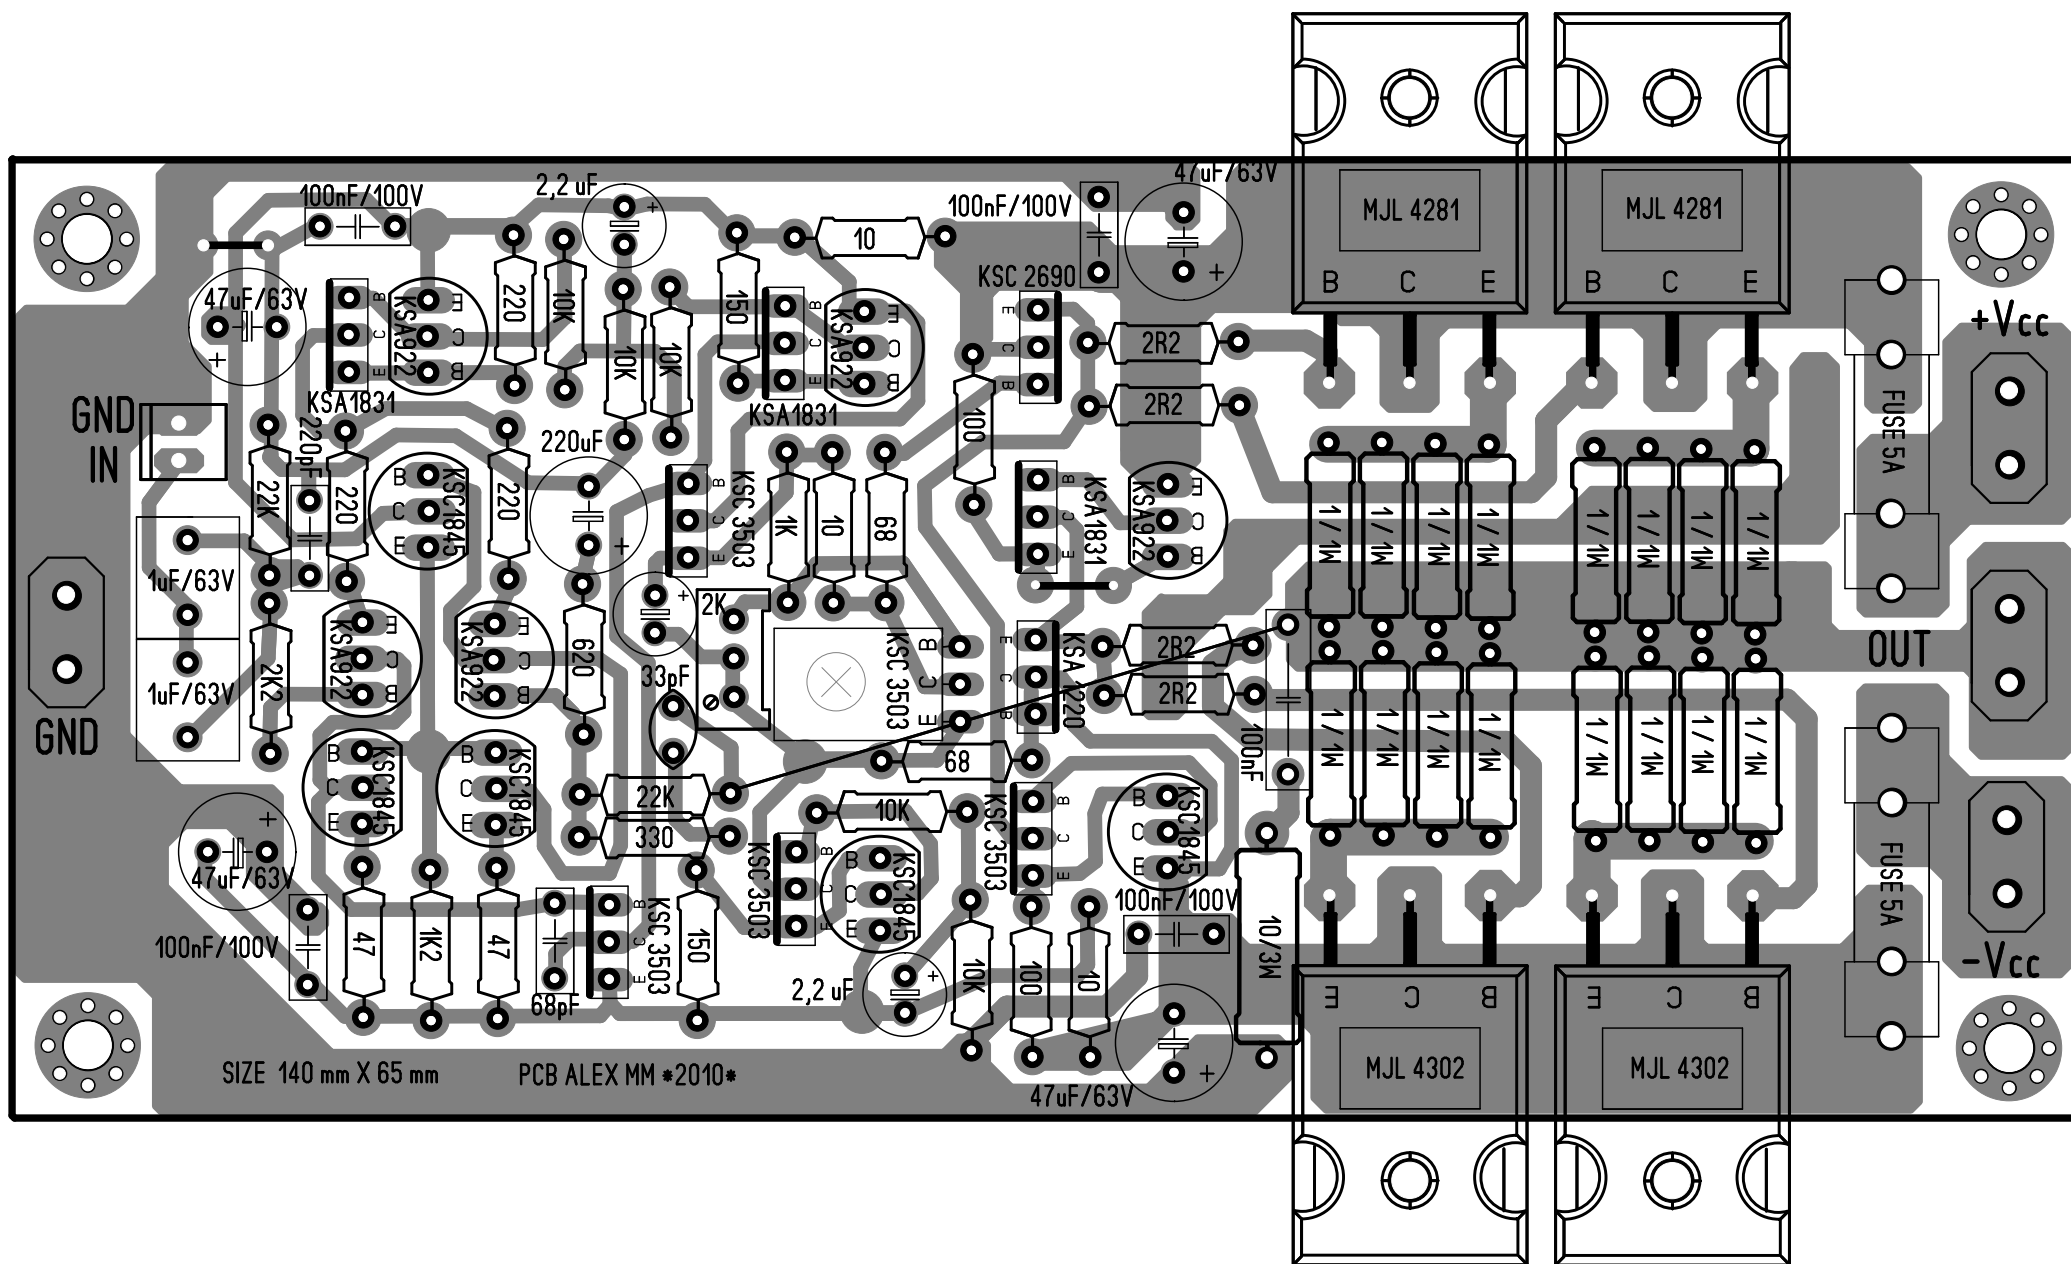 MJL 4281
MJL 4281
B C E
B C E
100nF/100V
2,2 uF
+
47uF/63V
100nF/100V
10
KSC 2690
+
47uF/63V
+
B
C
E
KSA922
E
C
B
220
10K
10K
10K
150
B
C
E
KSA922
E
C
B
E
C
B
2R2
2R2
+Vcc
FUSE 5A
KSA1831
KSA1831
GND
IN
220pF
22K
220
B
C
E
KSC1845
220
220uF
+
KSC 3503
B
C
E
1K
10
68
100
KSA1831
B
C
E
KSA922
E
C
B
1/1W
1/1W
1/1W
1/1W
1/1W
1/1W
1/1W
1/1W
1uF/63V
1uF/63V
2K2
KSA922
E
C
B
KSA922
E
C
B
620
+
33pF
2K
KSC 3503
B
C
E
KSA 1220
E
C
B
2R2
2R2
100nF
OUT
GND
1/1W
1/1W
1/1W
1/1W
1/1W
1/1W
1/1W
1/1W
B
C
E
KSC1845
B
C
E
KSC1845
22K
330
68
10K
KSC 3503
B
C
E
B
C
E
KSC1845
KSC 3503
B
C
E
B
C
E
KSC1845
FUSE 5A
+
47uF/63V
100nF/100V
47
1K2
47
68pF
KSC 3503
B
C
E
150
2,2 uF
+
10K
100
10
100nF/100V
10/3W
-Vcc
47uF/63V
+
E C B
E C B
MJL 4302
MJL 4302
SIZE 140 mm X 65 mm
PCB ALEX MM *2010*